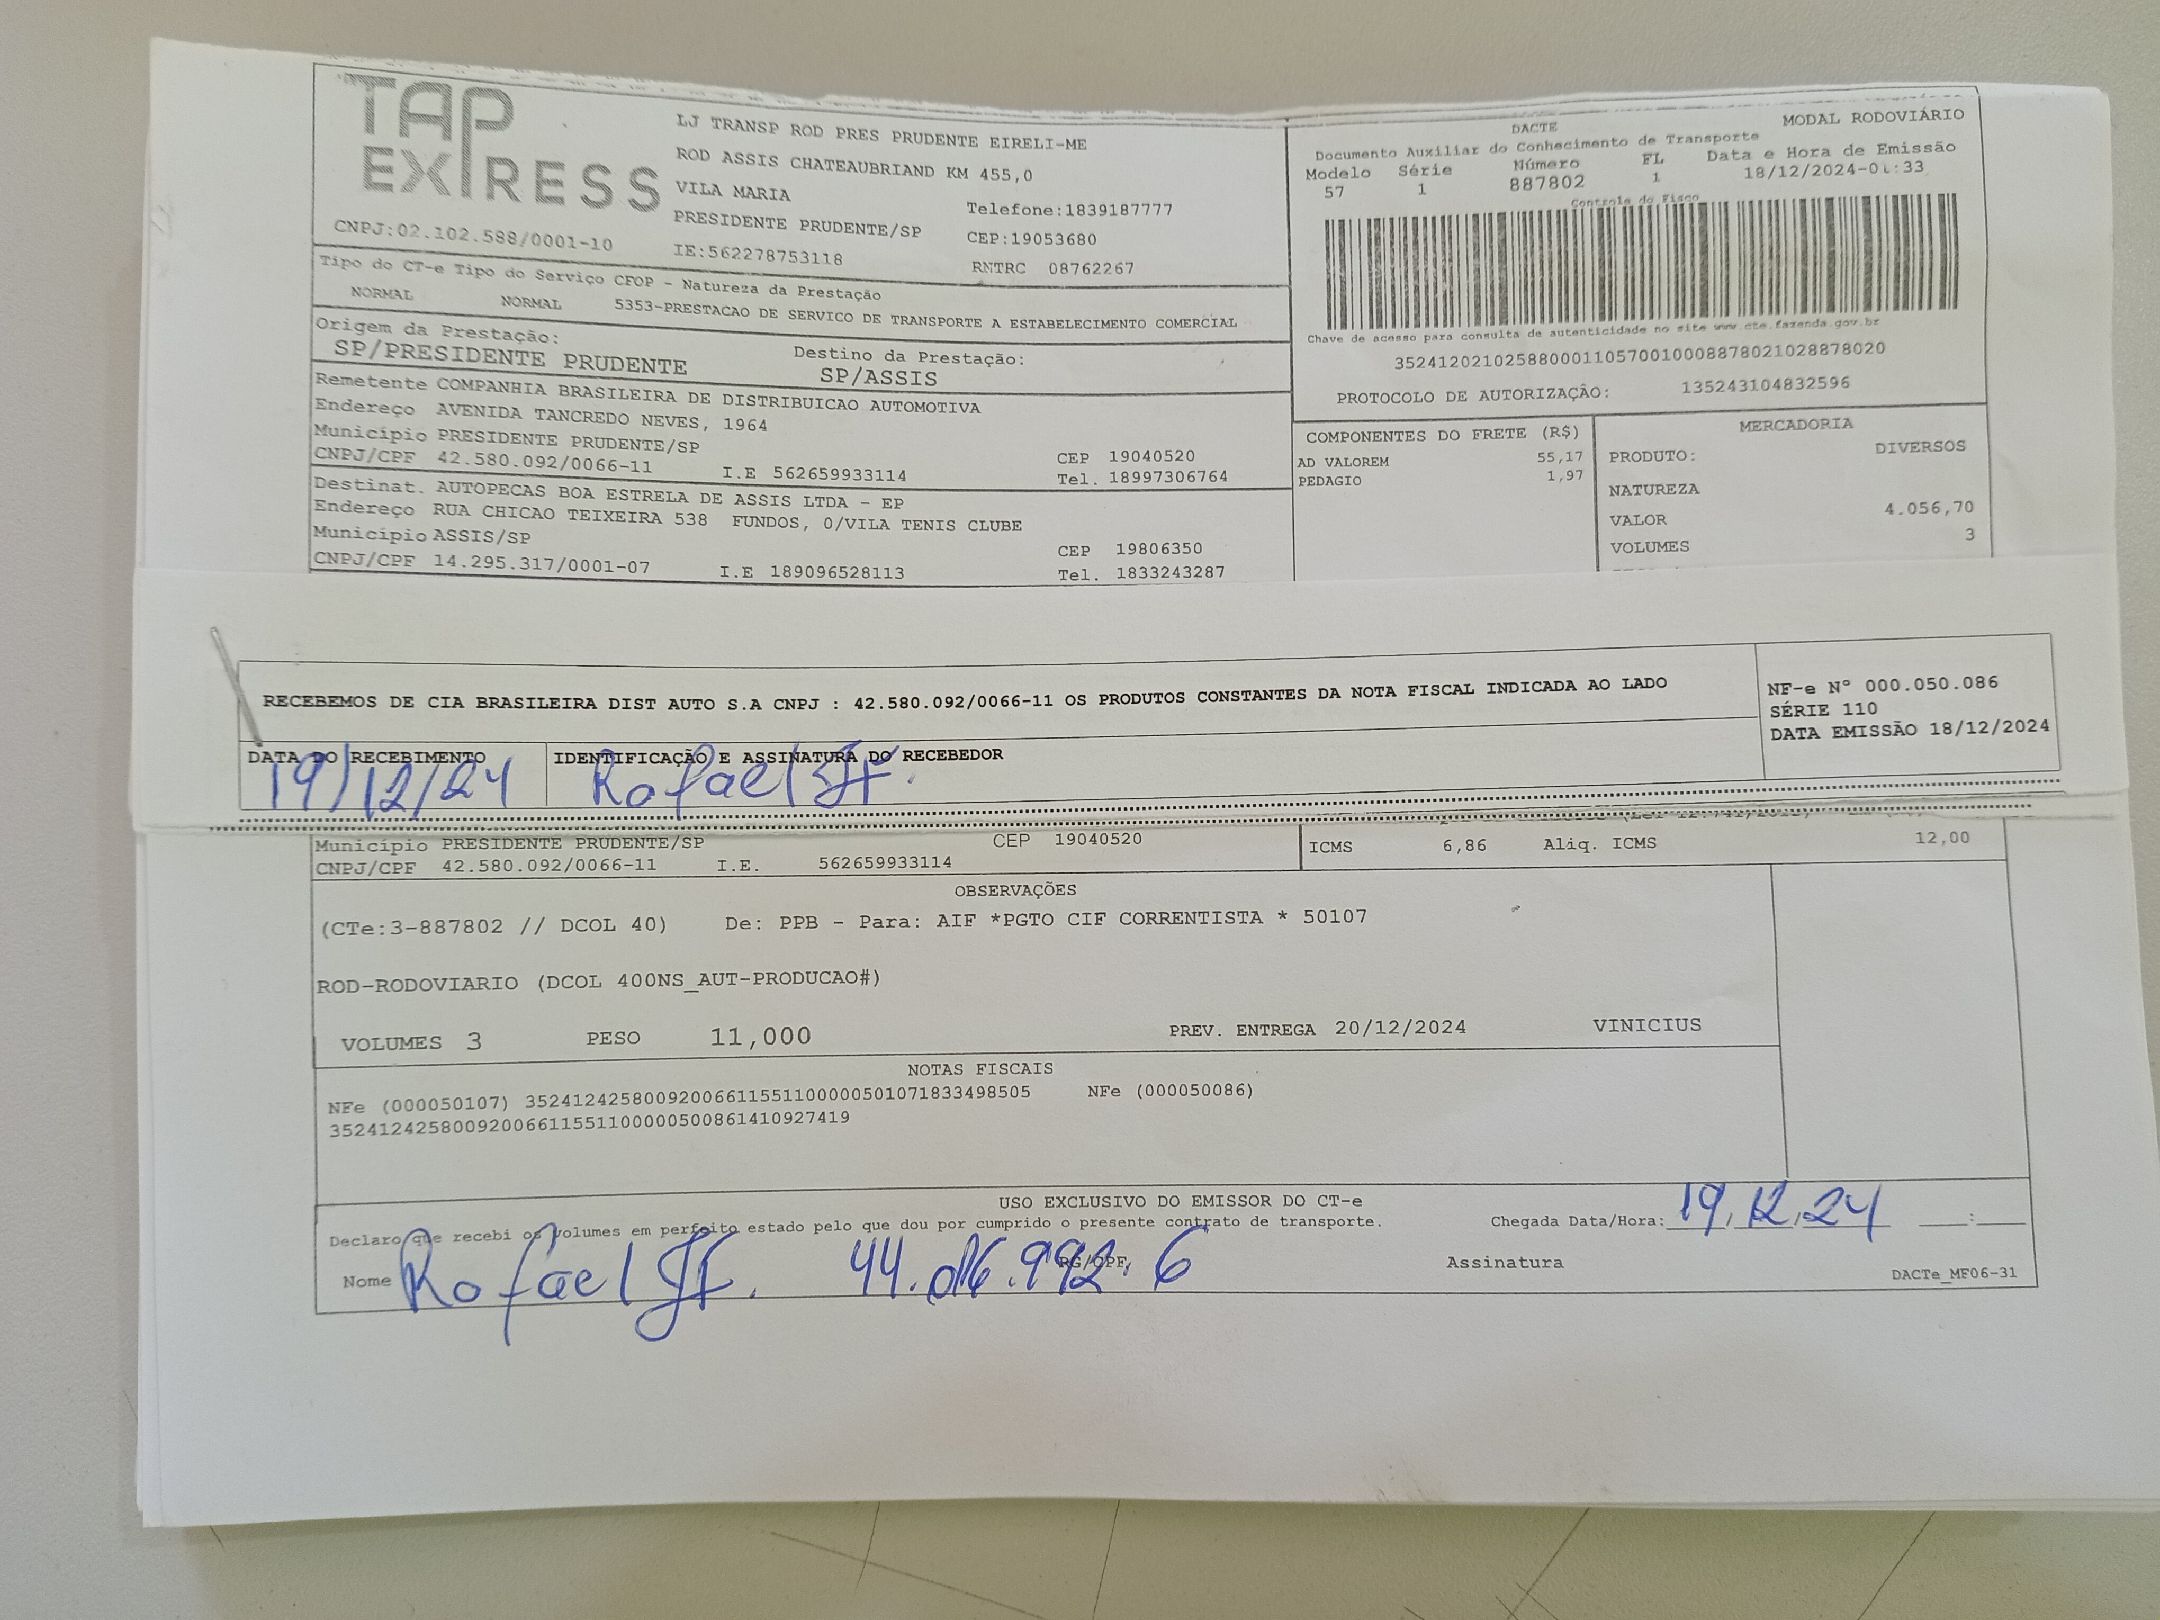 TAP EXPRESS
LJ TRANSP ROD PRES PRUDENTE EIRELI-ME
ROD ASSIS CHATEAUBRIAND KM 455,0
VILA MARIA
Telefone:1839187777
PRESIDENTE PRUDENTE/SP CEP:19053680
CNPJ:02.102.588/0001-10 IE:562278753118 RNTRC 08762267
DACTE MODAL RODOVIÁRIO
Documento Auxiliar do Conhecimento de Transporte
Modelo Série Número FL Data e Hora de Emissão
57 1 887802 1 18/12/2024
Controle do Fisco
Chave de acesso para consulta de autenticidade no site www.cte.fazenda.gov.br
35241202102588000110570010008878021028878020
PROTOCOLO DE AUTORIZAÇÃO: 135243104832596
Tipo do CT-e Tipo do Serviço CFOP - Natureza da Prestação
NORMAL NORMAL 5353-PRESTACAO DE SERVICO DE TRANSPORTE A ESTABELECIMENTO COMERCIAL
Origem da Prestação: Destino da Prestação:
SP/PRESIDENTE PRUDENTE SP/ASSIS
Remetente COMPANHIA BRASILEIRA DE DISTRIBUICAO AUTOMOTIVA
Endereço AVENIDA TANCREDO NEVES, 1964
Município PRESIDENTE PRUDENTE/SP CEP 19040520
CNPJ/CPF 42.580.092/0066-11 I.E 562659933114 Tel. 18997306764
Destinat. AUTOPECAS BOA ESTRELA DE ASSIS LTDA - EP
Endereço RUA CHICAO TEIXEIRA 538 FUNDOS, 0/VILA TENIS CLUBE
Município ASSIS/SP CEP 19806350
CNPJ/CPF 14.295.317/0001-07 I.E 189096528113 Tel. 1833243287
COMPONENTES DO FRETE (R$)
AD VALOREM 55,17
PEDAGIO 1,97
MERCADORIA
PRODUTO: DIVERSOS
NATUREZA
VALOR 4.056,70
VOLUMES 3
RECEBEMOS DE CIA BRASILEIRA DIST AUTO S.A CNPJ : 42.580.092/0066-11 OS PRODUTOS CONSTANTES DA NOTA FISCAL INDICADA AO LADO
NF-e Nº 000.050.086
SÉRIE 110
DATA EMISSÃO 18/12/2024
DATA DO RECEBIMENTO IDENTIFICAÇÃO E ASSINATURA DO RECEBEDOR
19/12/24 Rafael
Município PRESIDENTE PRUDENTE/SP CEP 19040520
CNPJ/CPF 42.580.092/0066-11 I.E. 562659933114
ICMS 6,86 Aliq. ICMS 12,00
OBSERVAÇÕES
(CTe:3-887802 // DCOL 40) De: PPB - Para: AIF *PGTO CIF CORRENTISTA * 50107
ROD-RODOVIARIO (DCOL 400NS_AUT-PRODUCAO#)
VOLUMES 3 PESO 11,000 PREV. ENTREGA 20/12/2024 VINICIUS
NOTAS FISCAIS
NFe (000050107) 35241242580092006611551100000501071833498505 NFe (000050086)
35241242580092006611551100000500861410927419
USO EXCLUSIVO DO EMISSOR DO CT-e
Declaro que recebi os volumes em perfeito estado pelo que dou por cumprido o presente contrato de transporte. Chegada Data/Hora: 19.12.24 __:__
Nome Rafael RG/CPF Assinatura
DACTe_MF06-31